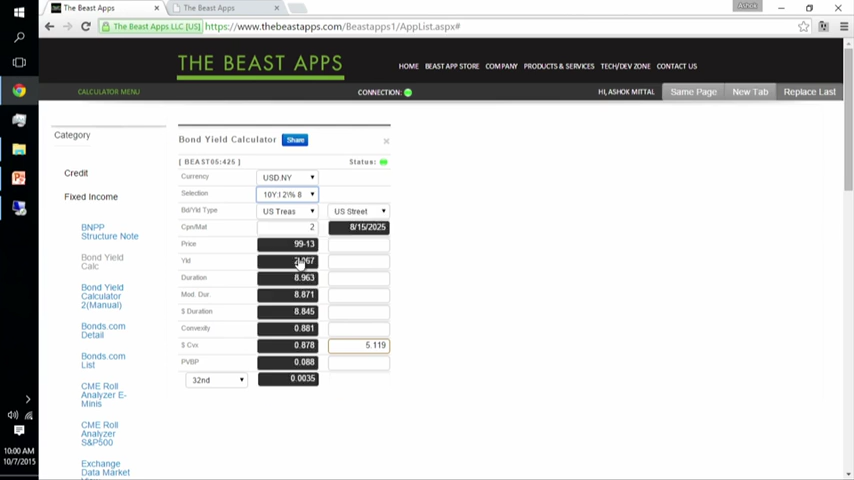 The Beast Apps
The Beast Apps
Ashok
The Beast Apps LLC [US]
https://www.thebeastapps.com/Beastapps1/AppList.aspx#
THE BEAST APPS
HOME BEAST APP STORE COMPANY PRODUCTS & SERVICES TECH/DEV ZONE CONTACT US
CALCULATOR MENU
CONNECTION:
HI, ASHOK MITTAL
Same Page
New Tab
Replace Last
Category
Credit
Fixed Income
BNPP
Structure Note
Bond Yield
Calc
Bond Yield
Calculator
2(Manual)
Bonds.com
Detail
Bonds.com
List
CME Roll
Analyzer E-
Minis
CME Roll
Analyzer
S&P500
Exchange
Data Market
Bond Yield Calculator Share
[ BEAST05:425 ] Status:
Currency USD.NY
Selection 10Y:I 2\% 8
Bd/Yld Type US Treas US Street
Cpn/Mat 2 8/15/2025
Price 99-13
Yld
Duration 8.963
Mod. Dur. 8.871
$ Duration 8.845
Convexity 0.881
$ Cvx 0.878 5.119
PVBP 0.088
32nd 0.0035
10:00 AM
10/7/2015